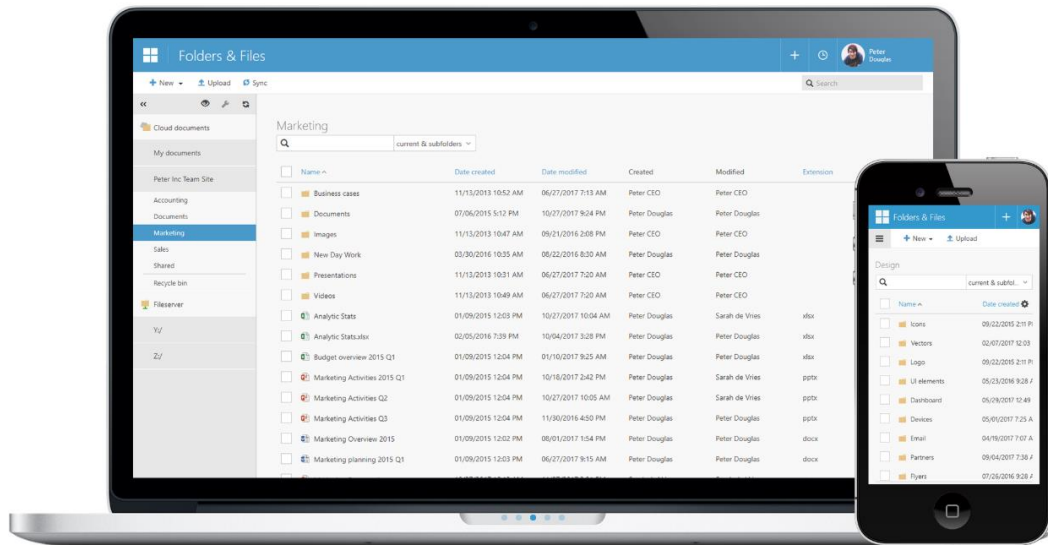 Folders & Files
Peter
Douglas
New Upload Sync
Search
Cloud documents
My documents
Peter Inc Team Site
Accounting
Documents
Marketing
Sales
Shared
Recycle bin
Fileserver
Y:/
Z:/
Marketing
current & subfolders
Name Date created Date modified Created Modified Extension
Business cases 11/13/2013 10:52 AM 06/27/2017 7:13 AM Peter CEO Peter CEO
Documents 07/06/2015 5:12 PM 10/27/2017 9:24 PM Peter Douglas Peter Douglas
Images 11/13/2013 10:47 AM 09/21/2016 2:08 PM Peter CEO Peter CEO
New Day Work 03/30/2016 10:35 AM 08/22/2016 8:30 AM Peter Douglas Peter Douglas
Presentations 11/13/2013 10:31 AM 06/27/2017 7:20 AM Peter CEO Peter CEO
Videos 11/13/2013 10:49 AM 06/27/2017 7:20 AM Peter CEO Peter CEO
Analytic Stats 01/09/2015 12:03 PM 10/27/2017 10:04 AM Peter Douglas Sarah de Vries xlsx
Analytic Stats.xlsx 02/05/2016 7:39 PM 10/04/2017 3:28 PM Peter Douglas Peter Douglas xlsx
Budget overview 2015 Q1 01/09/2015 12:04 PM 01/10/2017 9:25 AM Peter Douglas Peter Douglas xlsx
Marketing Activities 2015 Q1 01/09/2015 12:04 PM 10/18/2017 2:42 PM Peter Douglas Sarah de Vries pptx
Marketing Activities Q2 01/09/2015 12:04 PM 10/27/2017 10:05 AM Peter Douglas Sarah de Vries pptx
Marketing Activities Q3 01/09/2015 12:04 PM 11/30/2016 4:50 PM Peter Douglas Peter Douglas pptx
Marketing Overview 2015 01/09/2015 12:02 PM 08/01/2017 1:54 PM Peter Douglas Peter Douglas docx
Marketing planning 2015 Q1 01/09/2015 12:03 PM 06/27/2017 9:15 AM Peter Douglas Peter Douglas docx
Folders & Files
New Upload
Design
current & subfol...
Name Date created
Icons 09/22/2015 2:11 P
Vectors 02/07/2017 12:03
Logo 09/22/2015 2:11 P
UI elements 05/23/2016 9:28 A
Dashboard 05/29/2017 12:49
Devices 05/01/2017 7:25 A
Email 04/19/2017 7:07 A
Partners 09/04/2017 7:38 A
Flyers 07/26/2016 9:28 A